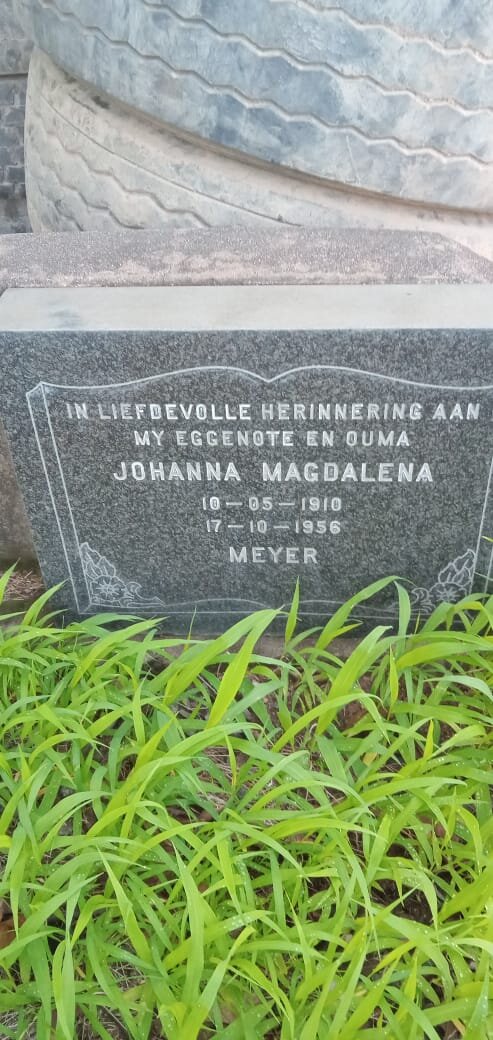 IN LIEFDEVOLLE HERINNERING AAN
MY EGGENOTE EN OUMA
JOHANNA MAGDALENA
10-05-1910
17-10-1956
MEYER